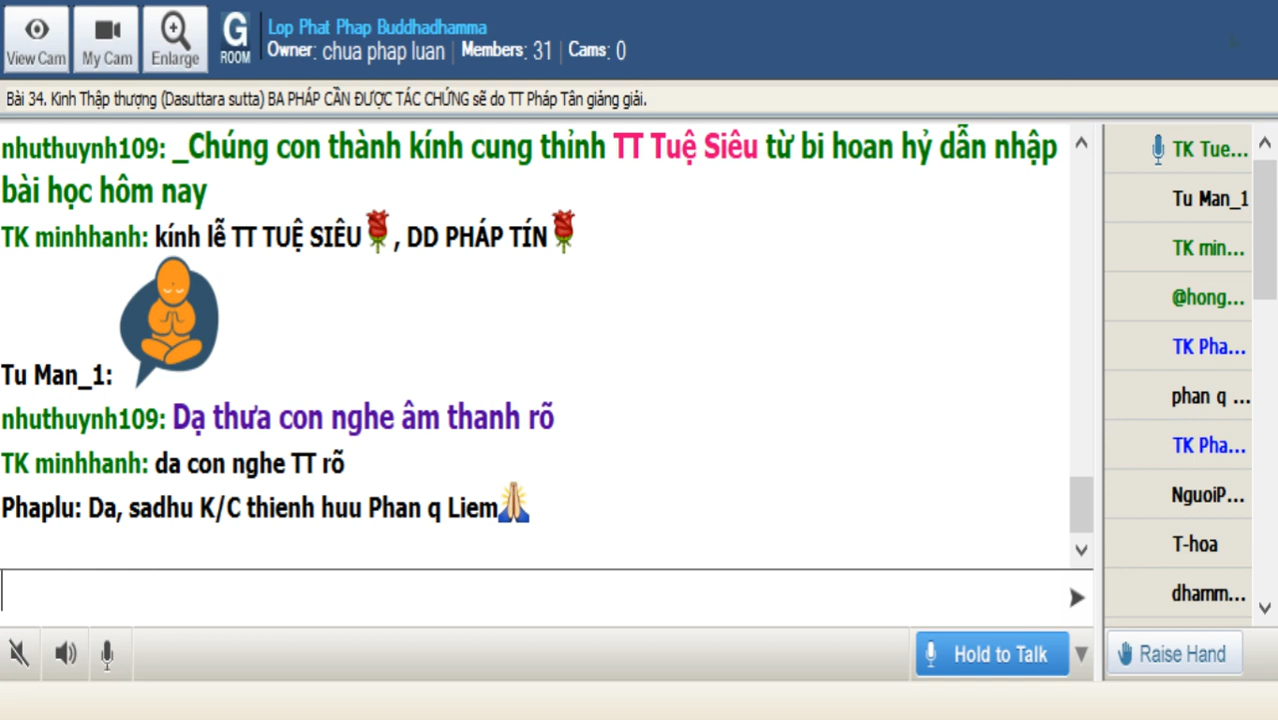 Lop Phat Phap Buddhadhamma
Owner: chua phap luan | Members: 31 | Cams: 0
View Cam
My Cam
Enlarge
G
ROOM
Bài 34. Kinh Thập thượng (Dasuttara sutta) BA PHÁP CẦN ĐƯỢC TÁC CHỨNG sẽ do TT Pháp Tân giảng giải.
nhuthuynh109: _Chúng con thành kính cung thỉnh TT Tuệ Siêu từ bi hoan hỷ dẫn nhập
bài học hôm nay
TK minhhanh: kính lễ TT TUỆ SIÊU, DD PHÁP TÍN
Tu Man_1:
nhuthuynh109: Dạ thưa con nghe âm thanh rõ
TK minhhanh: da con nghe TT rõ
Phaplu: Da, sadhu K/C thienh huu Phan q Liem
TK Tue...
Tu Man_1
TK min...
@hong...
TK Pha...
phan q ...
TK Pha...
NguoiP...
T-hoa
dhamm...
Hold to Talk
Raise Hand